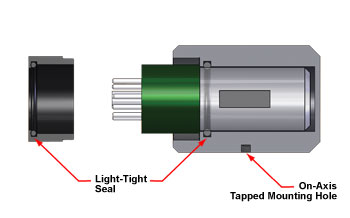 Light-Tight
Seal
On-Axis
Tapped Mounting Hole